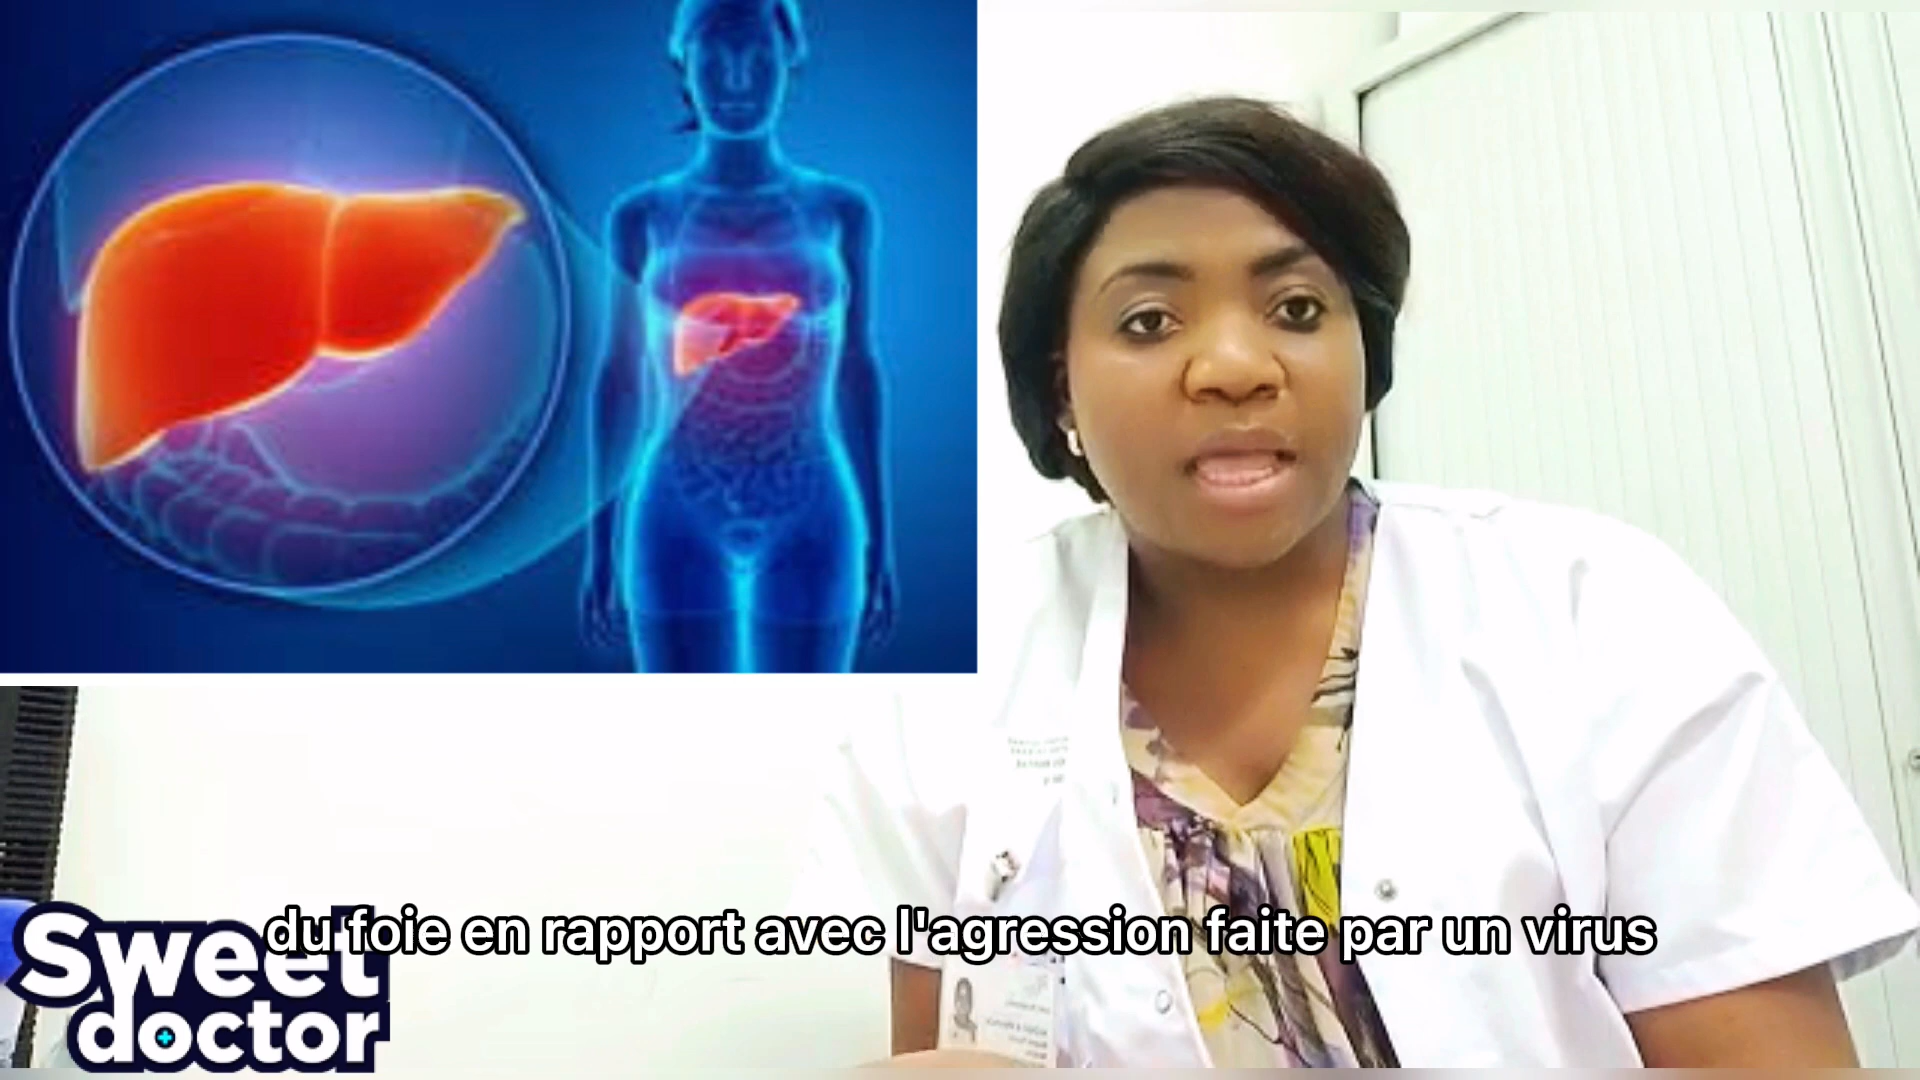 du foie en rapport avec l'agression faite par un virus
Sweet
doctor